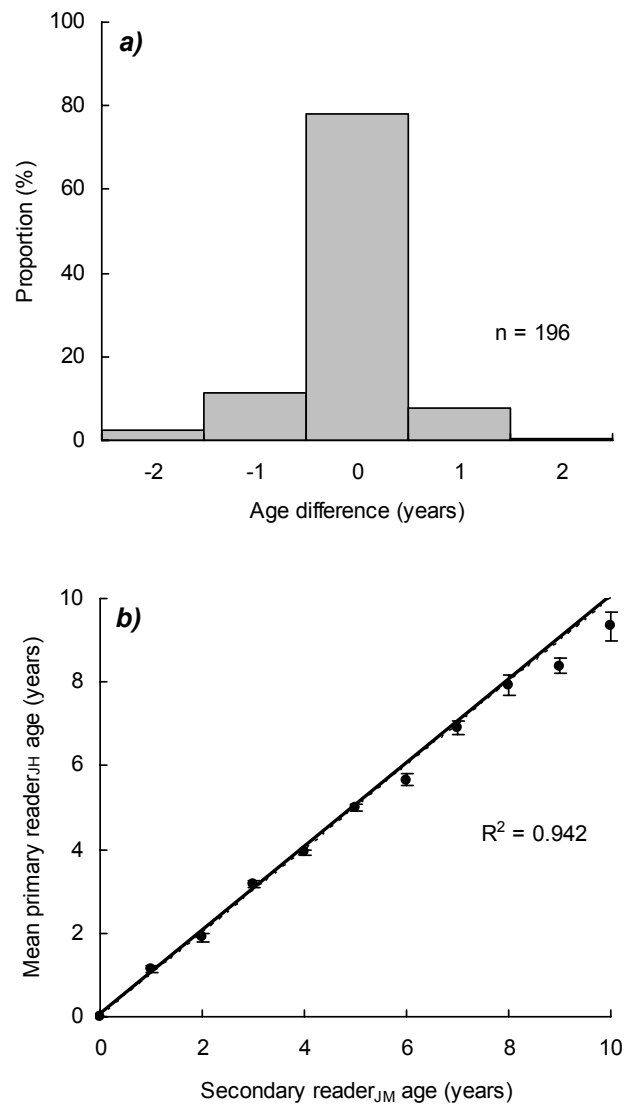 a)
100
80
60
40
20
0
Proportion (%)
n = 196
-2 -1 0 1 2
Age difference (years)
b)
10
8
6
4
2
0
Mean primary readerJH age (years)
R² = 0.942
0 2 4 6 8 10
Secondary readerJM age (years)